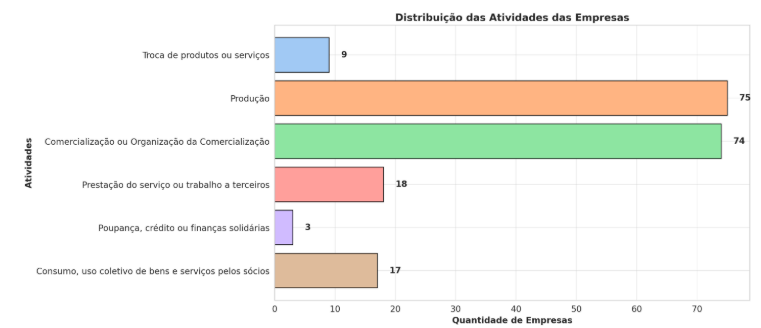 Distribuição das Atividades das Empresas
Troca de produtos ou serviços
9
Produção
75
Comercialização ou Organização da Comercialização
74
Prestação do serviço ou trabalho a terceiros
18
Poupança, crédito ou finanças solidárias
3
Consumo, uso coletivo de bens e serviços pelos sócios
17
Atividades
0 10 20 30 40 50 60 70
Quantidade de Empresas